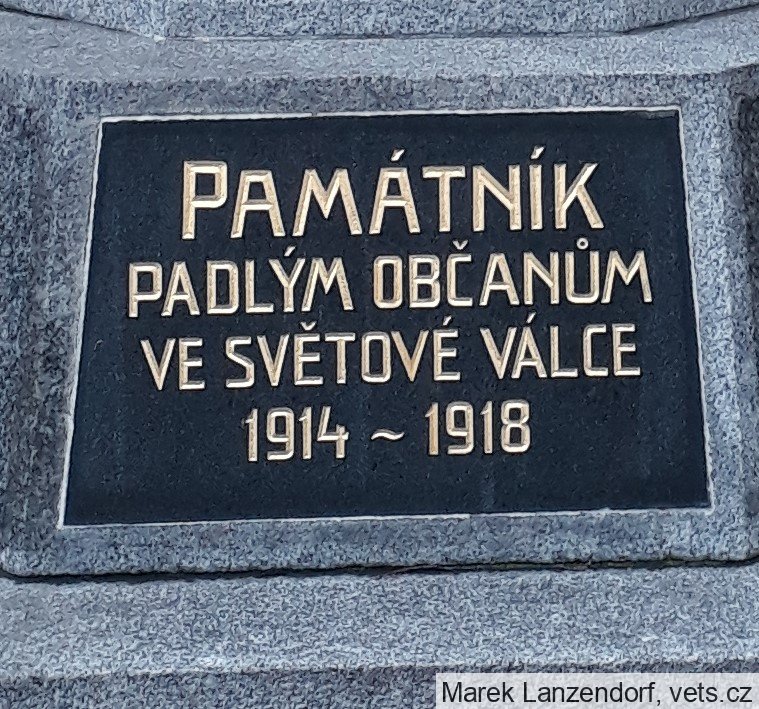 PAMÁTNÍK
PADLÝM OBČANŮM
VE SVĚTOVÉ VÁLCE
1914 ~ 1918
Marek Lanzendorf, vets.cz